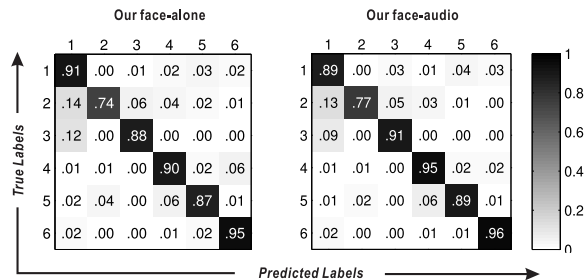 Our face-alone Our face-audio
1 2 3 4 5 6 1 2 3 4 5 6
1 .91 .00 .01 .02 .03 .02 1 .89 .00 .03 .01 .04 .03 1
2 .14 .74 .06 .04 .02 .01 2 .13 .77 .05 .03 .01 .00 0.8
3 .12 .00 .88 .00 .00 .00 3 .09 .00 .91 .00 .00 .00 0.6
4 .01 .01 .00 .90 .02 .06 4 .01 .01 .00 .95 .02 .02 0.4
5 .02 .04 .00 .06 .87 .01 5 .01 .02 .00 .06 .89 .01 0.2
6 .02 .00 .00 .01 .02 .95 6 .02 .00 .00 .01 .01 .96 0
True Labels
Predicted Labels